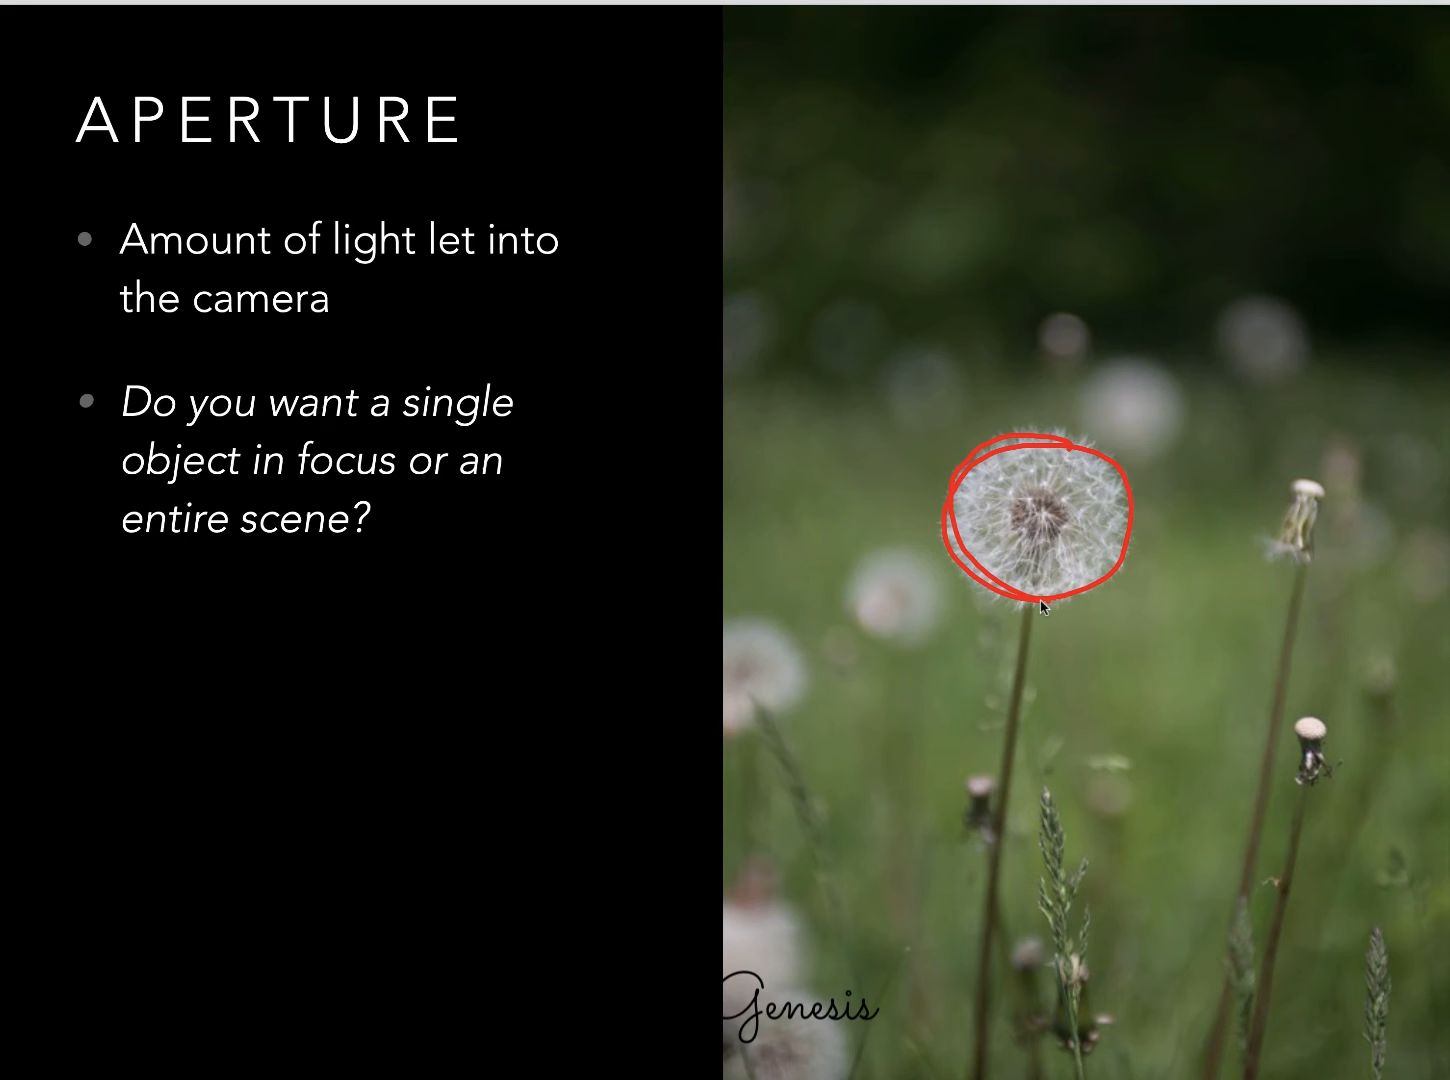 APERTURE
• Amount of light let into
the camera
• Do you want a single
object in focus or an
entire scene?
Genesis